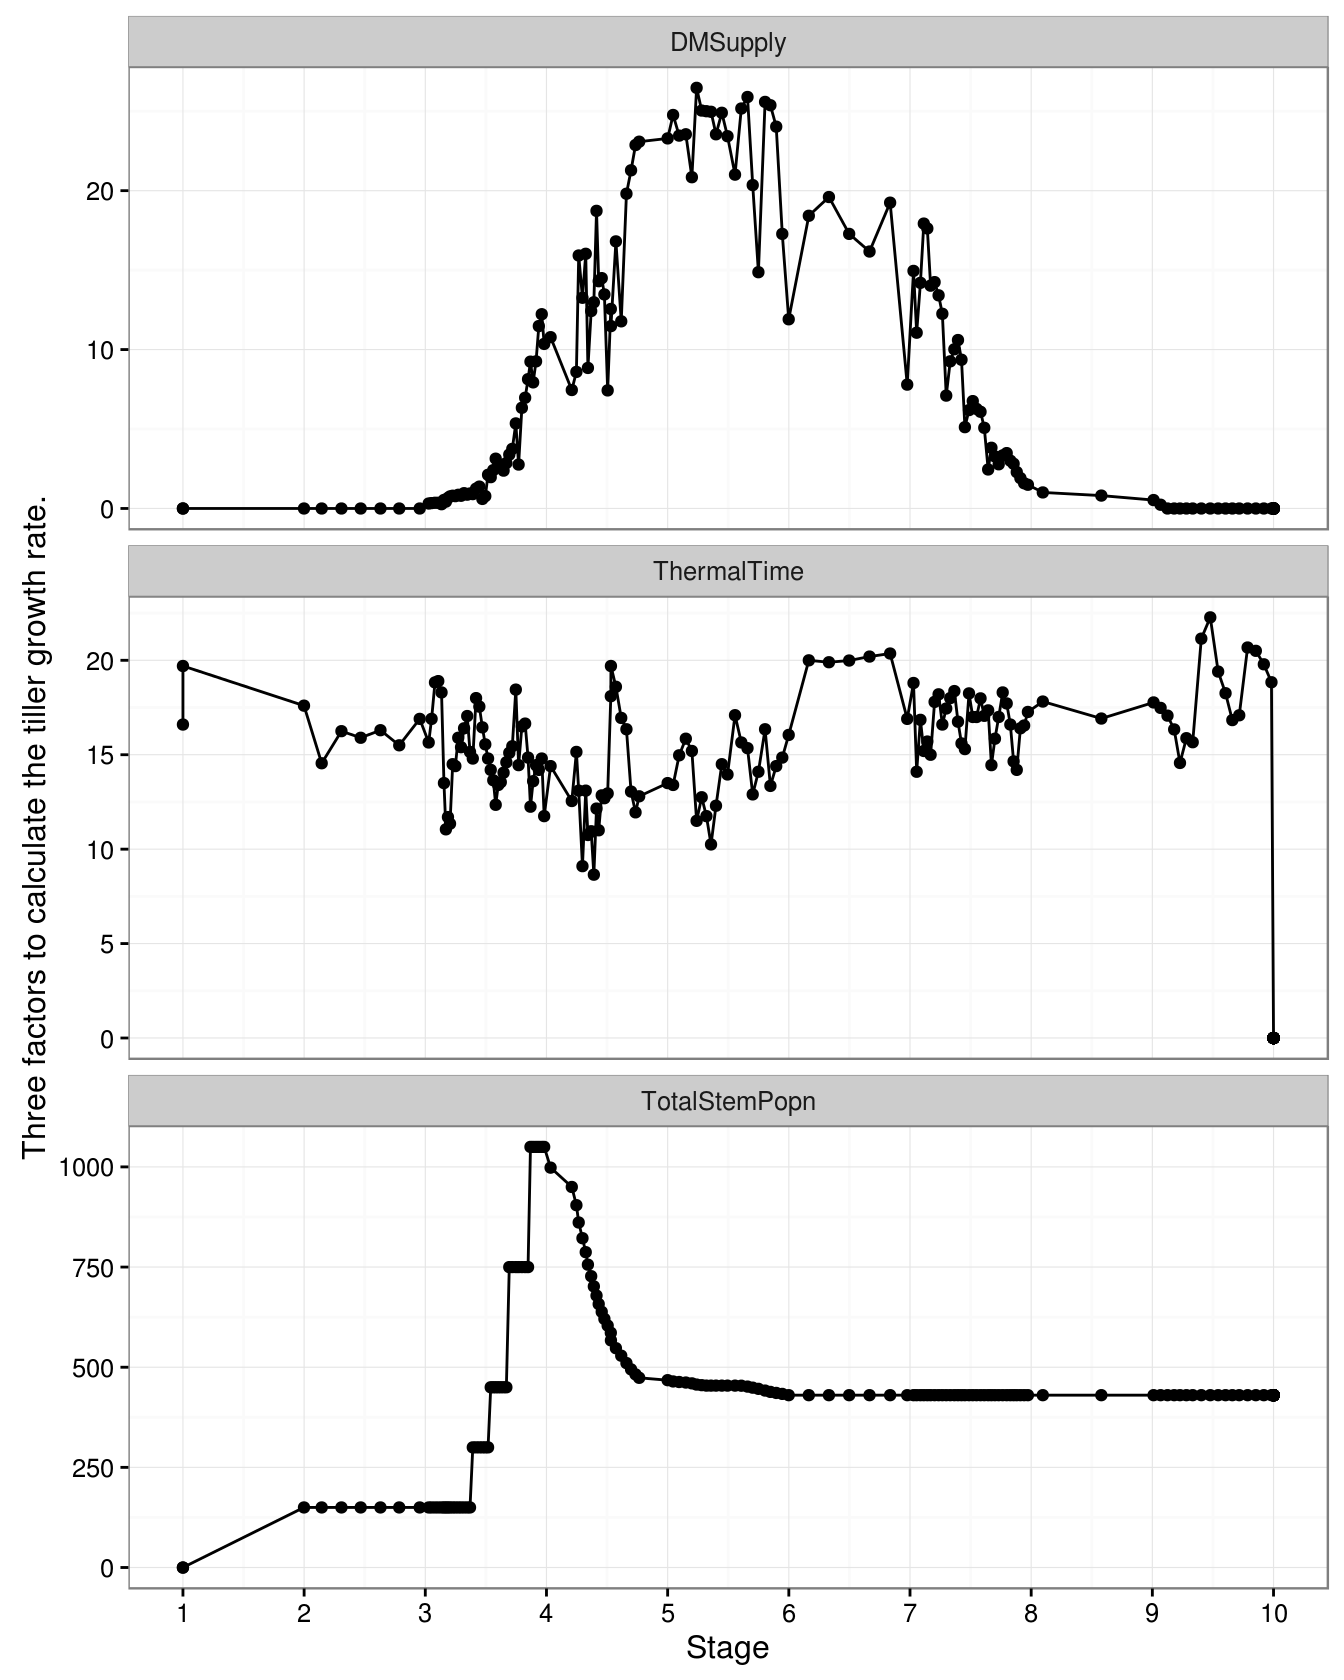 Three factors to calculate the tiller growth rate.
DMSupply
20
10
0
ThermalTime
20
15
10
5
0
TotalStemPopn
1000
750
500
250
0
1 2 3 4 5 6 7 8 9 10
Stage